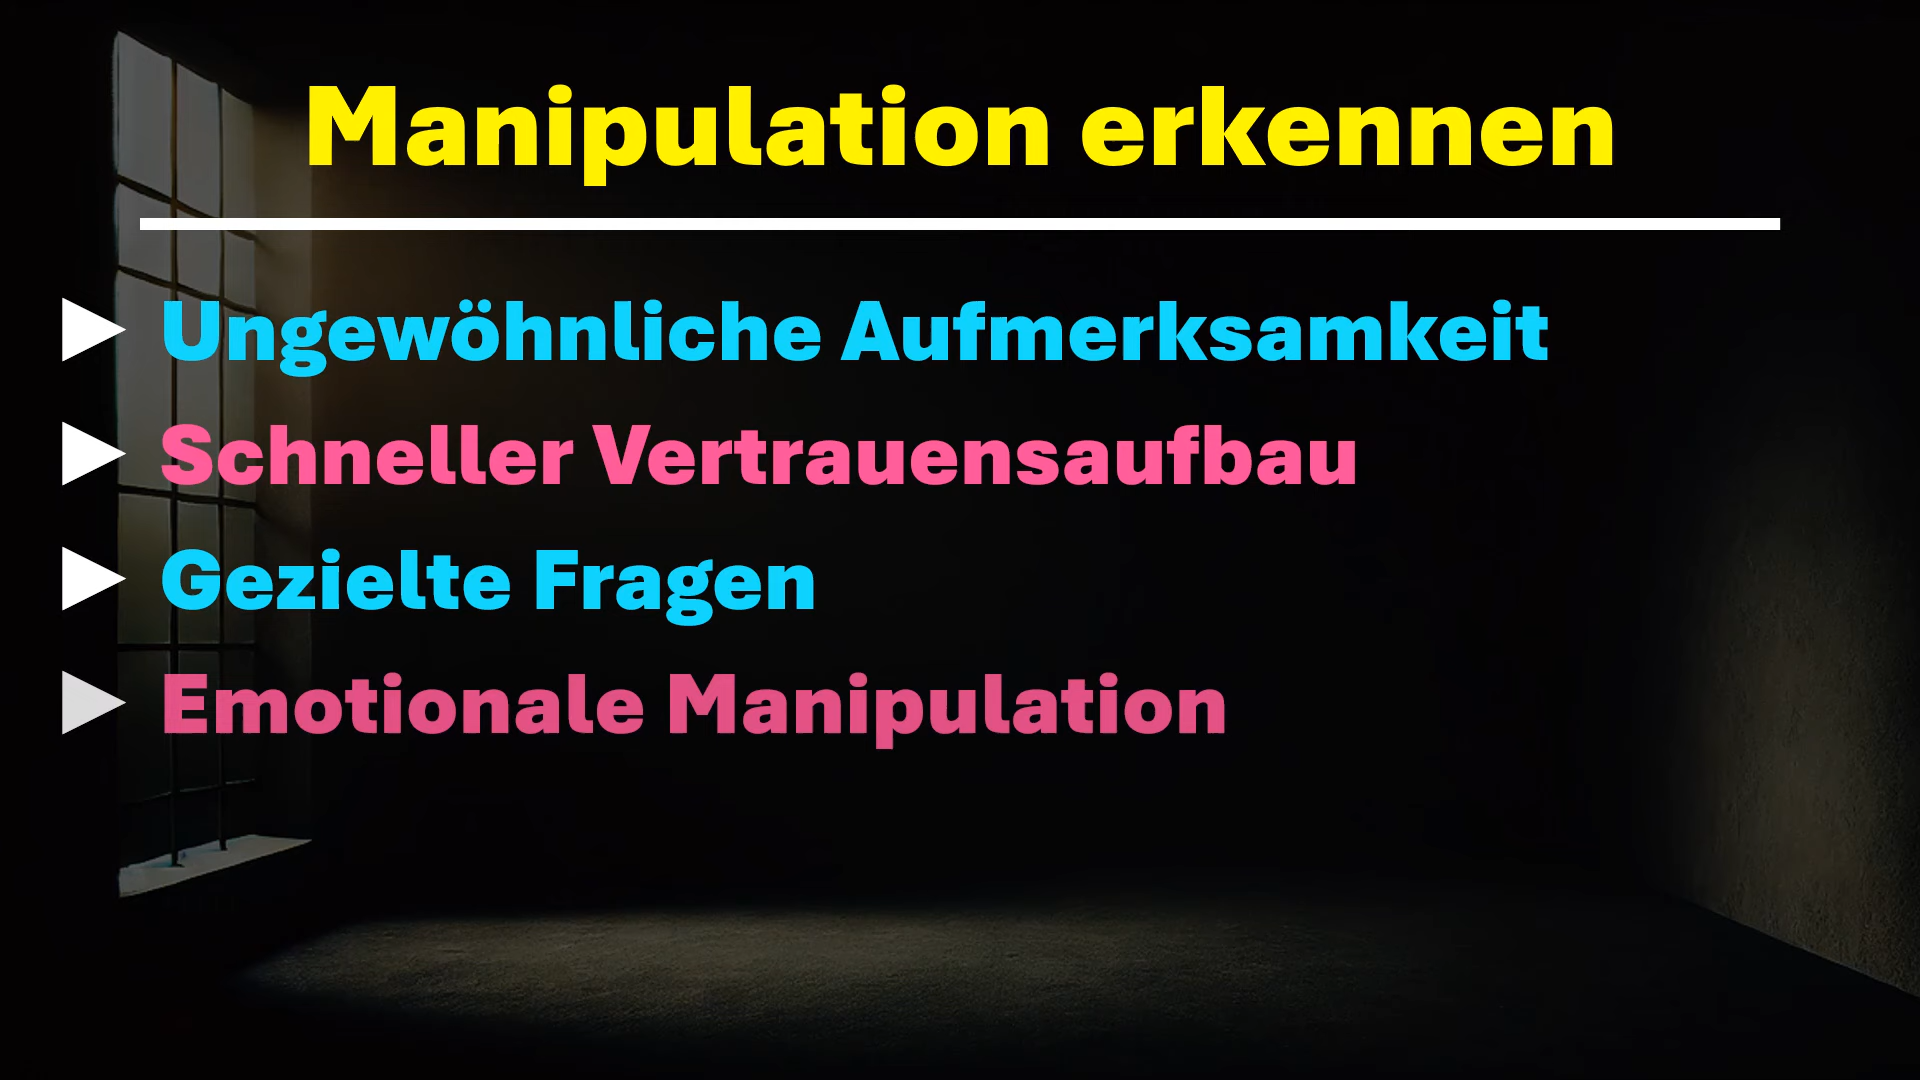 Manipulation erkennen
► Ungewöhnliche Aufmerksamkeit
► Schneller Vertrauensaufbau
► Gezielte Fragen
► Emotionale Manipulation